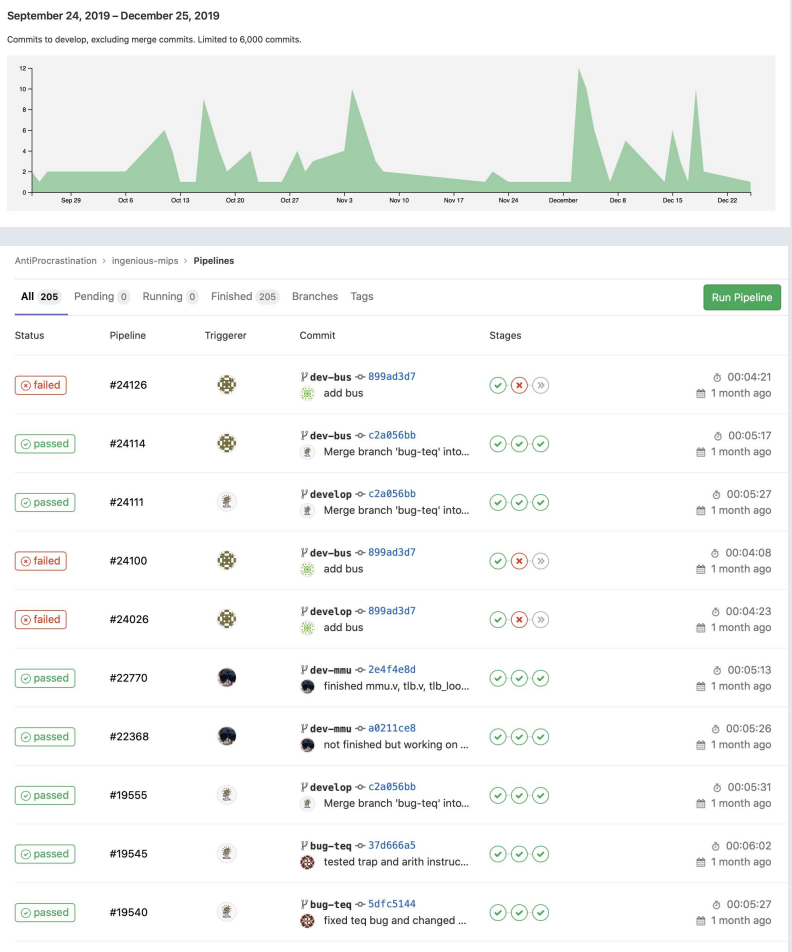 September 24, 2019 – December 25, 2019
Commits to develop, excluding merge commits. Limited to 6,000 commits.
12
10
8
6
4
2
0
Sep 29 Oct 6 Oct 13 Oct 20 Oct 27 Nov 3 Nov 10 Nov 17 Nov 24 December Dec 8 Dec 15 Dec 22
AntiProcrastination › ingenious-mips › Pipelines
All 205 Pending 0 Running 0 Finished 205 Branches Tags Run Pipeline
Status Pipeline Triggerer Commit Stages
failed #24126 dev-bus 899ad3d7 00:04:21
add bus 1 month ago
passed #24114 dev-bus c2a056bb 00:05:17
Merge branch 'bug-teq' into... 1 month ago
passed #24111 develop c2a056bb 00:05:27
Merge branch 'bug-teq' into... 1 month ago
failed #24100 dev-bus 899ad3d7 00:04:08
add bus 1 month ago
failed #24026 develop 899ad3d7 00:04:23
add bus 1 month ago
passed #22770 dev-mmu 2e4f4e8d 00:05:13
finished mmu.v, tlb.v, tlb_loo... 1 month ago
passed #22368 dev-mmu a0211ce8 00:05:26
not finished but working on ... 1 month ago
passed #19555 develop c2a056bb 00:05:31
Merge branch 'bug-teq' into... 1 month ago
passed #19545 bug-teq 37d666a5 00:06:02
tested trap and arith instruc... 1 month ago
passed #19540 bug-teq 5dfc5144 00:05:27
fixed teq bug and changed ... 1 month ago